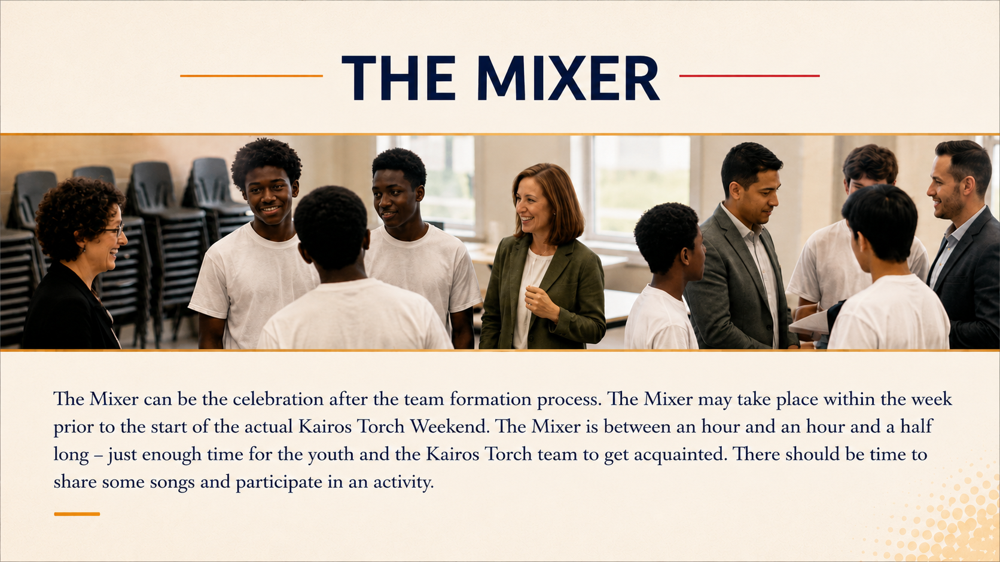 THE MIXER
The Mixer can be the celebration after the team formation process. The Mixer may take place within the week
prior to the start of the actual Kairos Torch Weekend. The Mixer is between an hour and an hour and a half
long – just enough time for the youth and the Kairos Torch team to get acquainted. There should be time to
share some songs and participate in an activity.